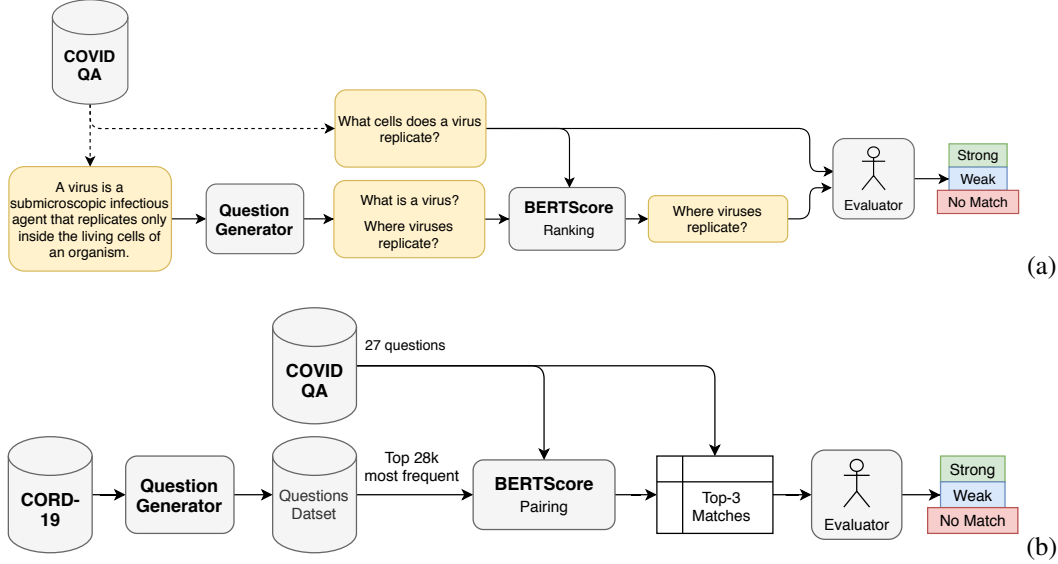 COVID
QA
What cells does a virus
replicate?
A virus is a
submicroscopic infectious
agent that replicates only
inside the living cells of
an organism.
Question
Generator
What is a virus?
Where viruses
replicate?
BERTScore
Ranking
Where viruses
replicate?
Evaluator
Strong
Weak
No Match
(a)
COVID
QA
27 questions
CORD-
19
Question
Generator
Questions
Datset
Top 28k
most frequent
BERTScore
Pairing
Top-3
Matches
Evaluator
Strong
Weak
No Match
(b)